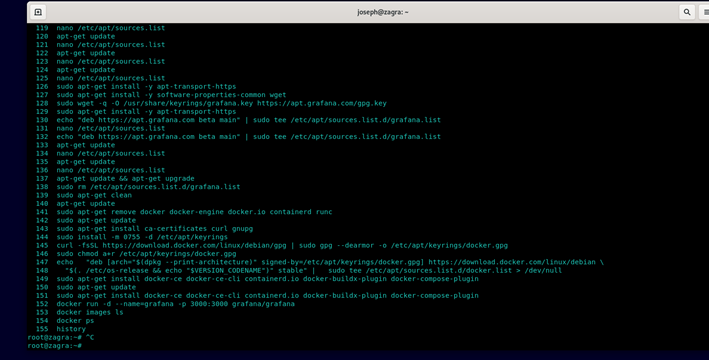 joseph@zagra: ~
119 nano /etc/apt/sources.list
120 apt-get update
121 nano /etc/apt/sources.list
122 apt-get update
123 nano /etc/apt/sources.list
124 apt-get update
125 nano /etc/apt/sources.list
126 sudo apt-get install -y apt-transport-https
127 sudo apt-get install -y software-properties-common wget
128 sudo wget -q -O /usr/share/keyrings/grafana.key https://apt.grafana.com/gpg.key
129 sudo apt-get install -y apt-transport-https
130 echo "deb https://apt.grafana.com beta main" | sudo tee /etc/apt/sources.list.d/grafana.list
131 nano /etc/apt/sources.list
132 echo "deb https://apt.grafana.com beta main" | sudo tee /etc/apt/sources.list.d/grafana.list
133 apt-get update
134 nano /etc/apt/sources.list
135 apt-get update
136 nano /etc/apt/sources.list
137 apt-get update && apt-get upgrade
138 sudo rm /etc/apt/sources.list.d/grafana.list
139 sudo apt-get clean
140 apt-get update
141 sudo apt-get remove docker docker-engine docker.io containerd runc
142 sudo apt-get update
143 sudo apt-get install ca-certificates curl gnupg
144 sudo install -m 0755 -d /etc/apt/keyrings
145 curl -fsSL https://download.docker.com/linux/debian/gpg | sudo gpg --dearmor -o /etc/apt/keyrings/docker.gpg
146 sudo chmod a+r /etc/apt/keyrings/docker.gpg
147 echo "deb [arch="$(dpkg --print-architecture)" signed-by=/etc/apt/keyrings/docker.gpg] https://download.docker.com/linux/debian \
148 "$(. /etc/os-release && echo "$VERSION_CODENAME")" stable" | sudo tee /etc/apt/sources.list.d/docker.list > /dev/null
149 sudo apt-get install docker-ce docker-ce-cli containerd.io docker-buildx-plugin docker-compose-plugin
150 sudo apt-get update
151 sudo apt-get install docker-ce docker-ce-cli containerd.io docker-buildx-plugin docker-compose-plugin
152 docker run -d --name=grafana -p 3000:3000 grafana/grafana
153 docker images ls
154 docker ps
155 history
root@zagra:~# ^C
root@zagra:~#